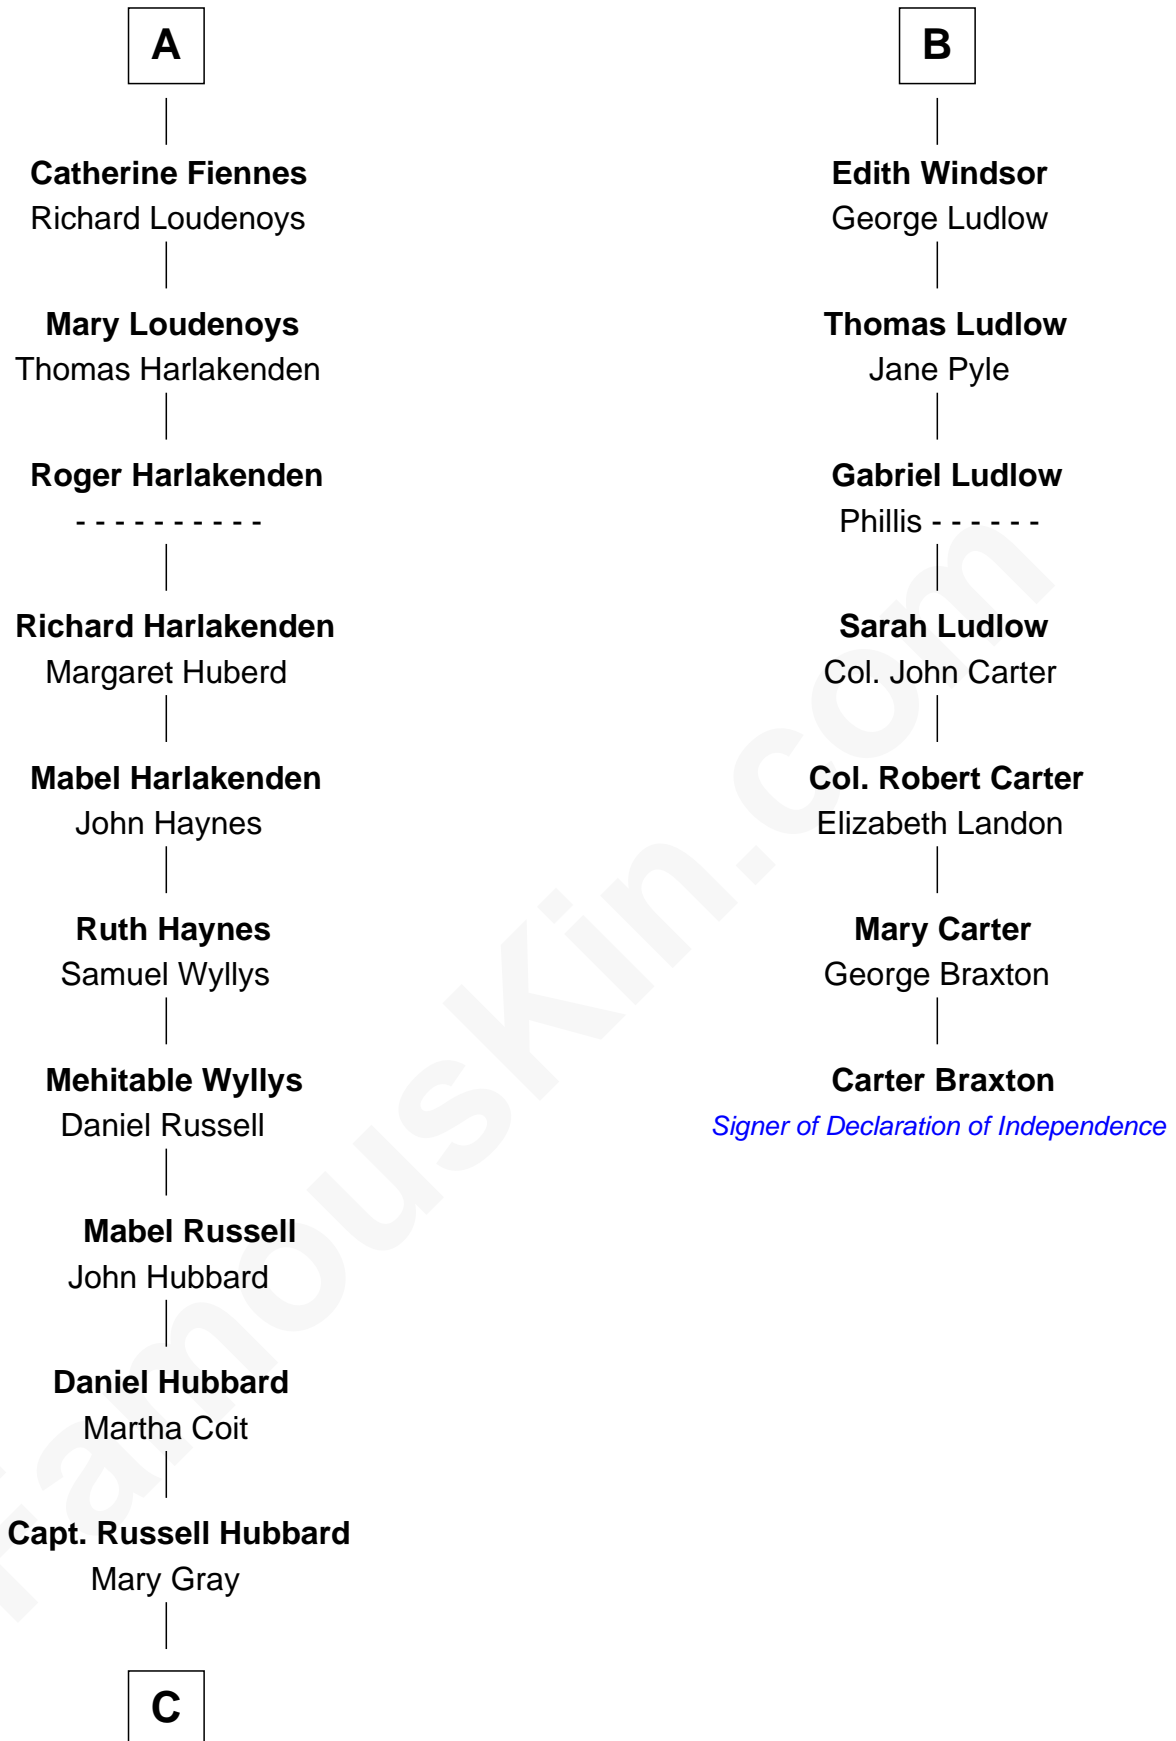 A
Catherine Fiennes
Richard Loudenoys
Mary Loudenoys
Thomas Harlakenden
Roger Harlakenden
- - - - - - - - - -
Richard Harlakenden
Margaret Huberd
Mabel Harlakenden
John Haynes
Ruth Haynes
Samuel Wyllys
Mehitable Wyllys
Daniel Russell
Mabel Russell
John Hubbard
Daniel Hubbard
Martha Coit
Capt. Russell Hubbard
Mary Gray
C
B
Edith Windsor
George Ludlow
Thomas Ludlow
Jane Pyle
Gabriel Ludlow
Phillis - - - - - -
Sarah Ludlow
Col. John Carter
Col. Robert Carter
Elizabeth Landon
Mary Carter
George Braxton
Carter Braxton
Signer of Declaration of Independence
FamousKin.com